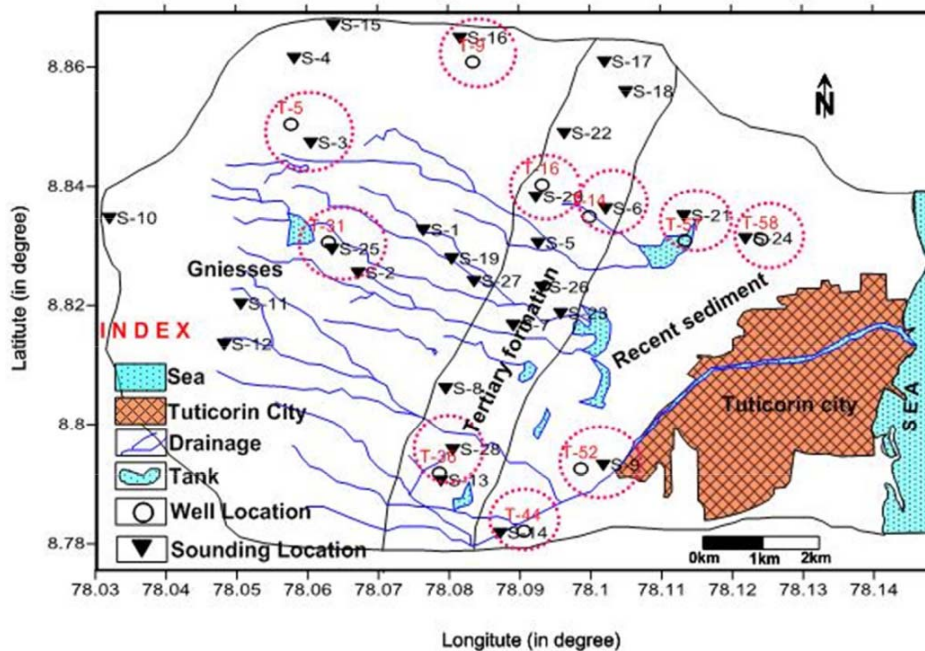 8.86
8.84
8.82
8.8
8.78
Latitute (in degree)
S-15
S-16
T-9
S-4
S-17
S-18
T-5
S-3
S-22
T-16
S-20
T-14
S-6
S-21
T-57
T-58
S-24
S-10
T-31
S-25
S-1
S-5
Gniesses
S-2
S-19
S-27
S-26
S-11
S-23
S-7
S-12
Tertiary formation
Recent sediment
S-8
S-28
T-36
S-13
T-52
S-9
T-44
S-14
Tuticorin city
SEA
N
INDEX
Sea
Tuticorin City
Drainage
Tank
Well Location
Sounding Location
0km 1km 2km
78.03 78.04 78.05 78.06 78.07 78.08 78.09 78.1 78.11 78.12 78.13 78.14
Longitute (in degree)